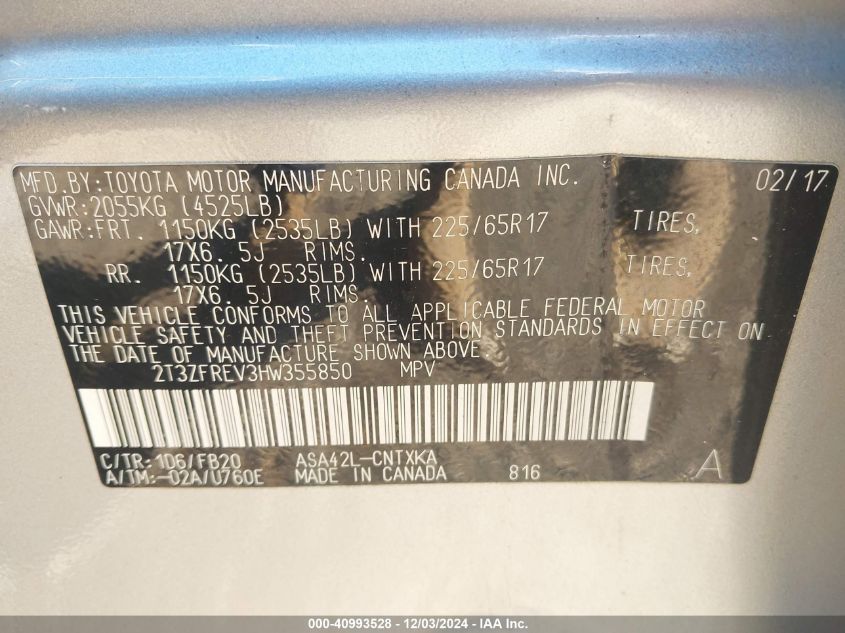 MFD.BY:TOYOTA MOTOR MANUFACTURING CANADA INC. 02/17
GVWR:2055KG (4525LB)
GAWR:FRT. 1150KG (2535LB) WITH 225/65R17 TIRES,
17X6. 5J RIMS.
RR. 1150KG (2535LB) WITH 225/65R17 TIRES,
17X6. 5J RIMS.
THIS VEHICLE CONFORMS TO ALL APPLICABLE FEDERAL MOTOR
VEHICLE SAFETY AND THEFT PREVENTION STANDARDS IN EFFECT ON
THE DATE OF MANUFACTURE SHOWN ABOVE.
2T3ZFREV3HW355850 MPV
C/TR:1D6/FB20 ASA42L-CNTXKA
A/TM:-02A/U760E MADE IN CANADA 816 A
000-40993528 - 12/03/2024 - IAA Inc.